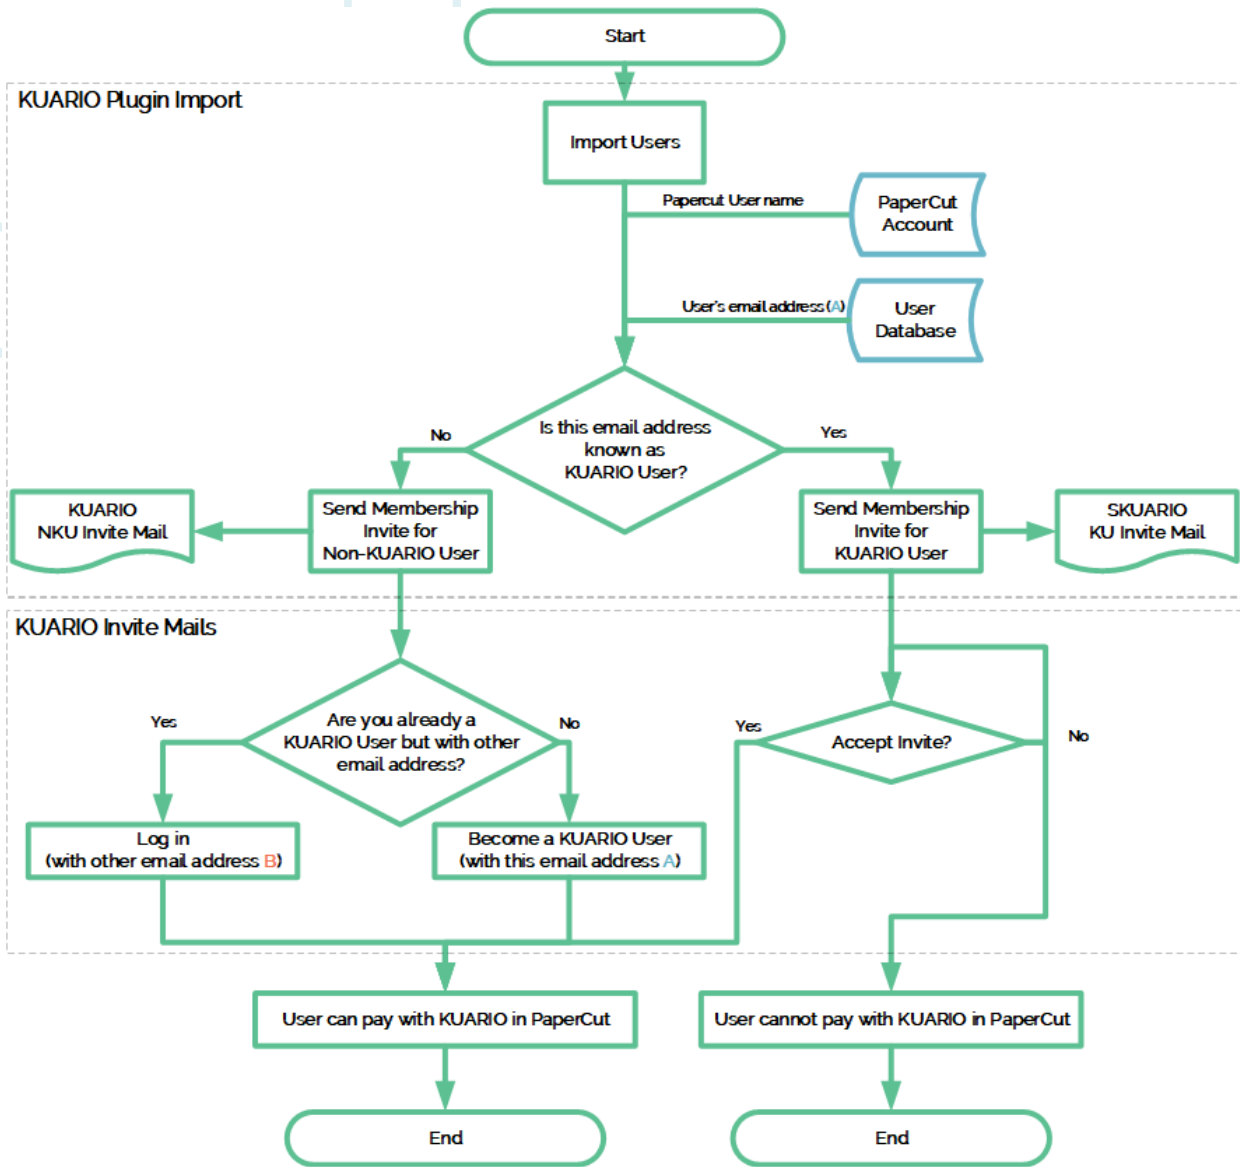 Start
KUARIO Plugin Import
Import Users
Papercut User name
PaperCut
Account
User's email address (A)
User
Database
Is this email address
known as
KUARIO User?
No
Yes
KUARIO
NKU Invite Mail
Send Membership
Invite for
Non-KUARIO User
Send Membership
Invite for
KUARIO User
SKUARIO
KU Invite Mail
KUARIO Invite Mails
Are you already a
KUARIO User but with other
email address?
Yes
No
Yes
Accept Invite?
No
Log in
(with other email address B)
Become a KUARIO User
(with this email address A)
User can pay with KUARIO in PaperCut
User cannot pay with KUARIO in PaperCut
End
End